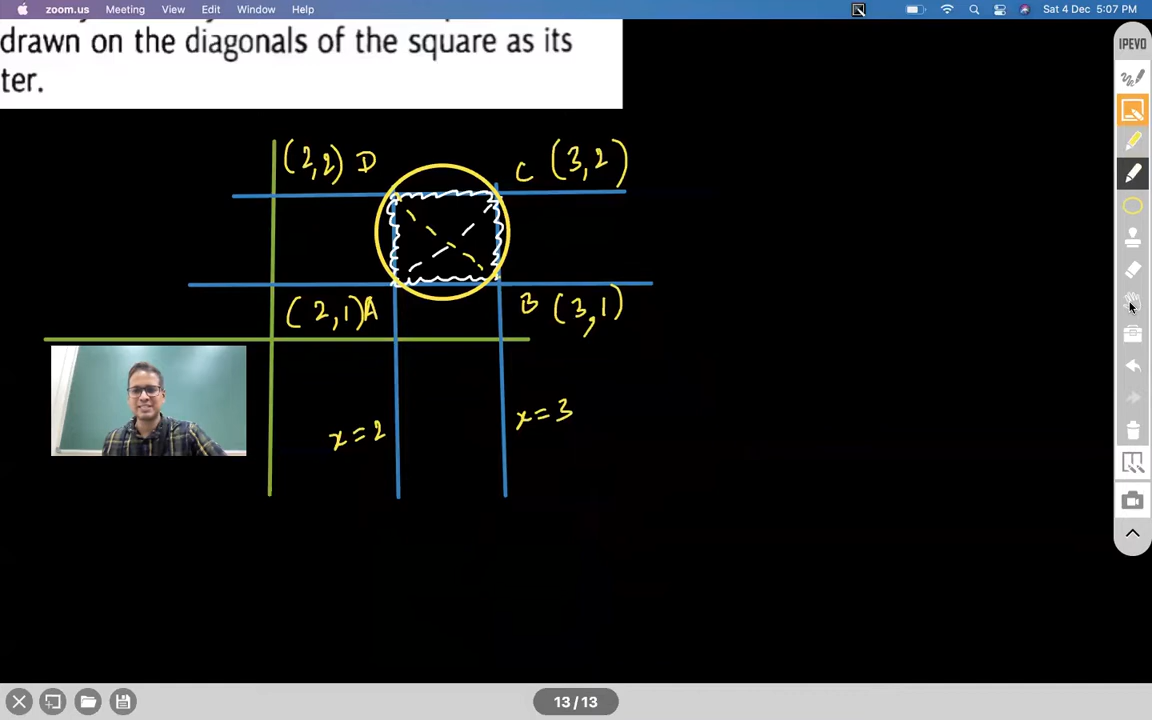 zoom.us Meeting View Edit Window Help Sat 4 Dec 5:07 PM
IPEVO
drawn on the diagonals of the square as its
ter.
(2,2) D C (3,2)
(2,1) A B (3,1)
x=2 x=3
13/13